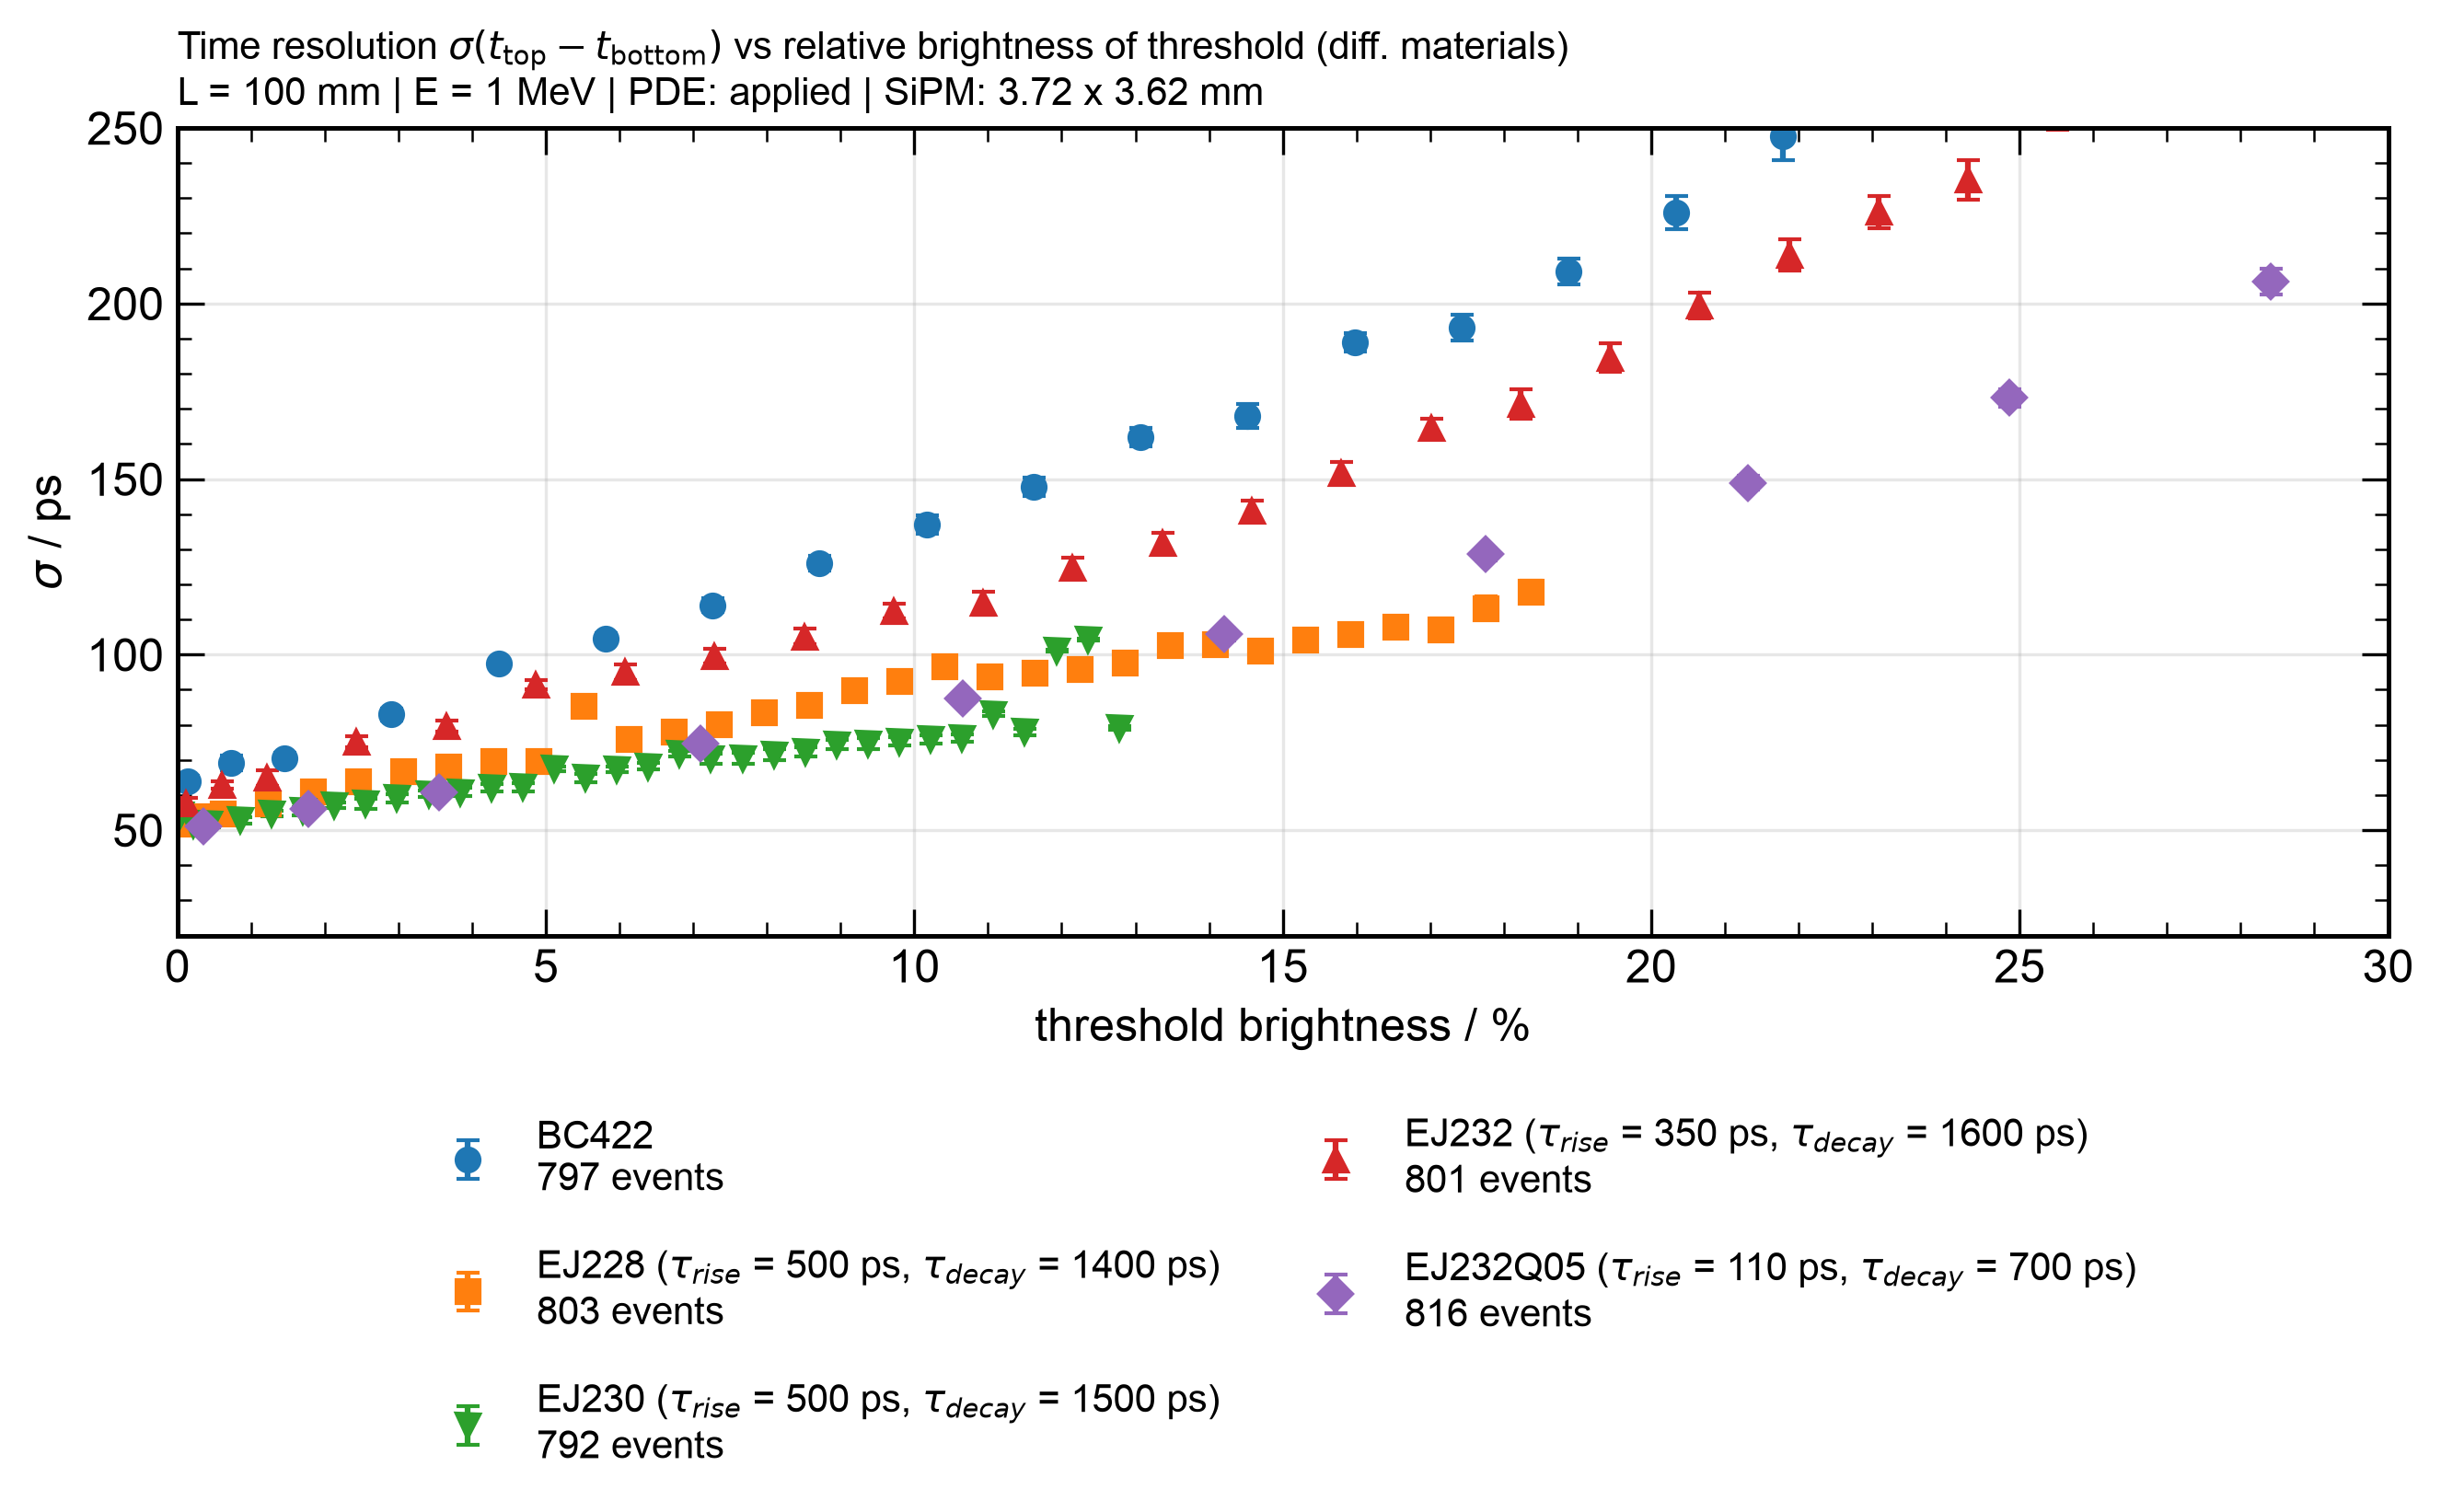 Time resolution σ(t_top − t_bottom) vs relative brightness of threshold (diff. materials)
L = 100 mm | E = 1 MeV | PDE: applied | SiPM: 3.72 x 3.62 mm
250
200
150
100
50
σ / ps
0 5 10 15 20 25 30
threshold brightness / %
BC422
797 events
EJ228 (τ_rise = 500 ps, τ_decay = 1400 ps)
803 events
EJ230 (τ_rise = 500 ps, τ_decay = 1500 ps)
792 events
EJ232 (τ_rise = 350 ps, τ_decay = 1600 ps)
801 events
EJ232Q05 (τ_rise = 110 ps, τ_decay = 700 ps)
816 events